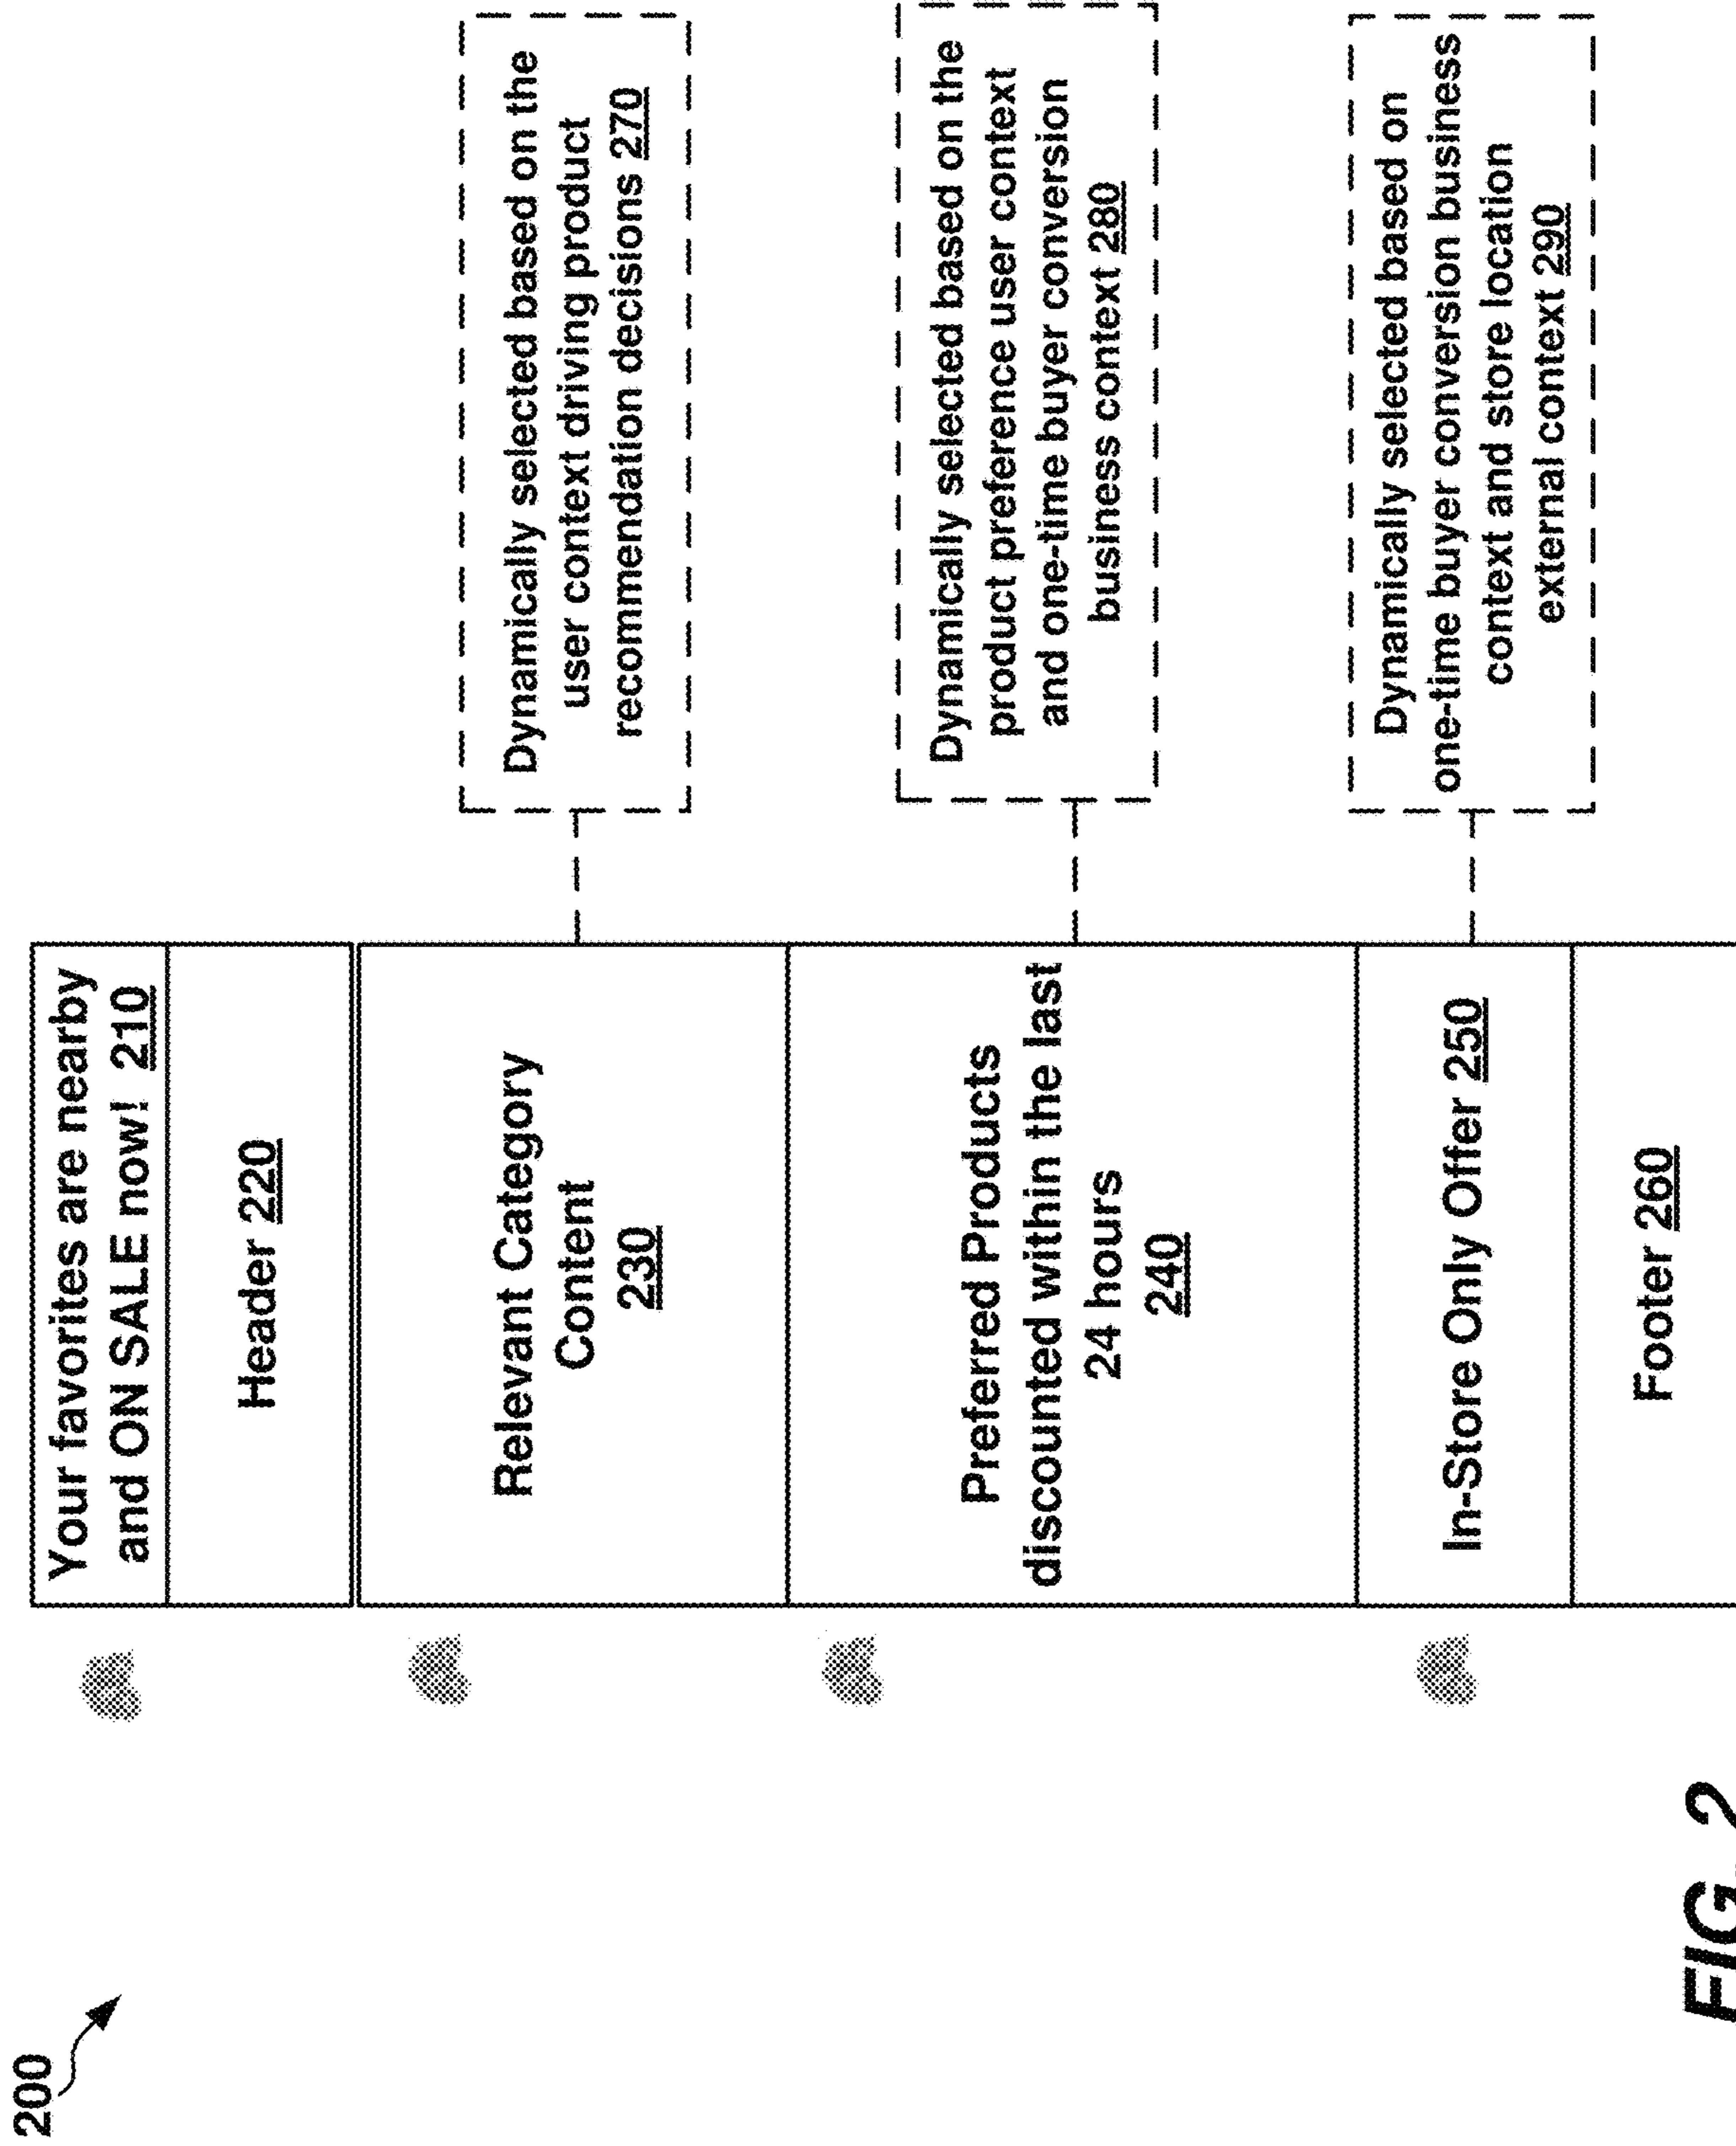 200
Your favorites are nearby
and ON SALE now! 210
Header 220
Relevant Category
Content
230
Dynamically selected based on the
user context driving product
recommendation decisions 270
Preferred Products
discounted within the last
24 hours
240
Dynamically selected based on the
product preference user context
and one-time buyer conversion
business context 280
In-Store Only Offer 250
Dynamically selected based on
one-time buyer conversion business
context and store location
external context 290
Footer 260
FIG. 2